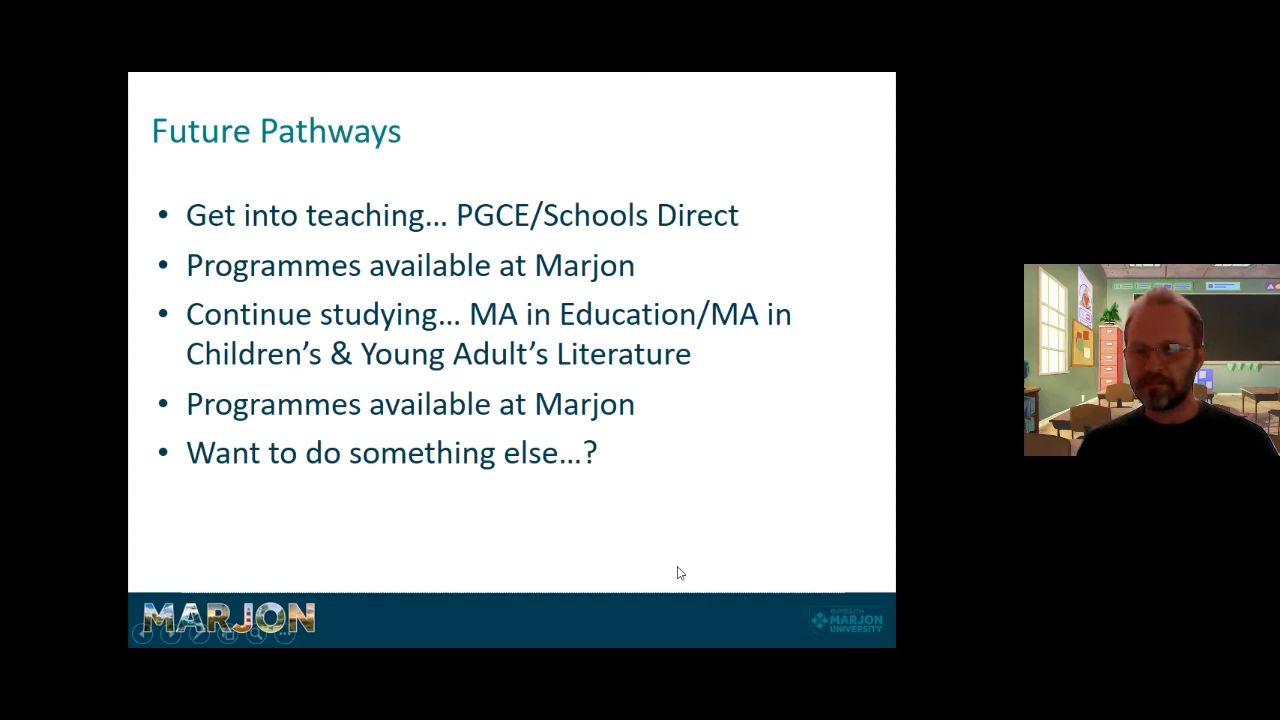 Future Pathways
• Get into teaching… PGCE/Schools Direct
• Programmes available at Marjon
• Continue studying… MA in Education/MA in
Children’s & Young Adult’s Literature
• Programmes available at Marjon
• Want to do something else…?
MARJON
PLYMOUTH
MARJON
UNIVERSITY